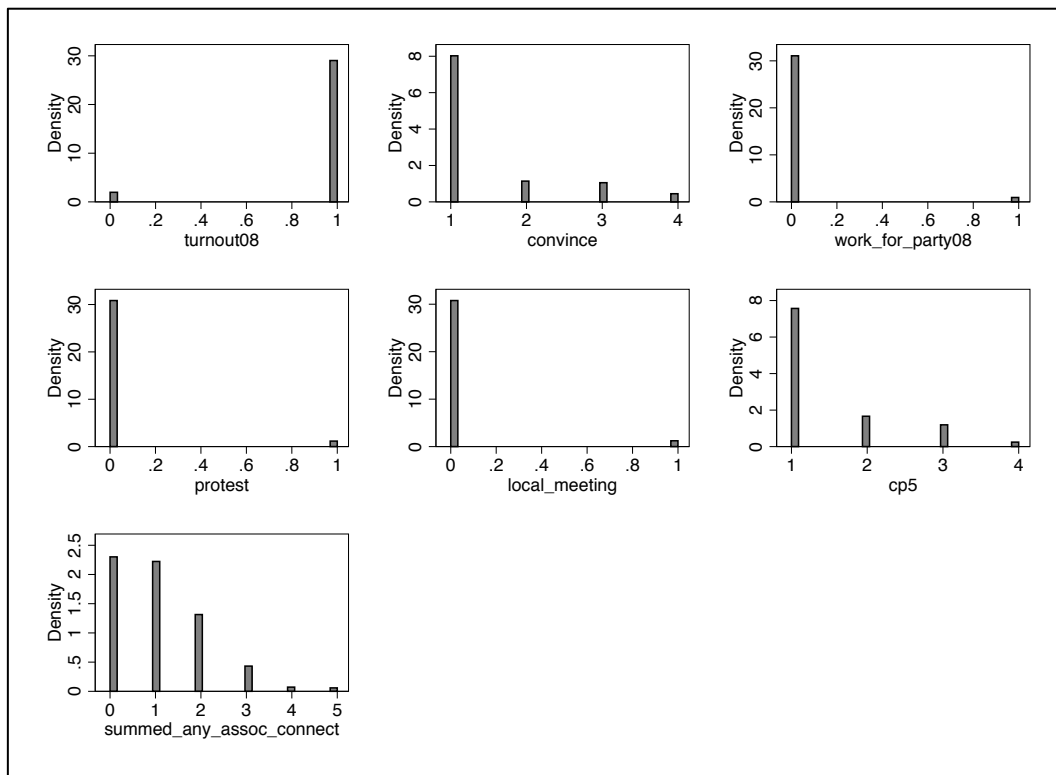 Density
30
20
10
0
0 .2 .4 .6 .8 1
turnout08
Density
8
6
4
2
0
1 2 3 4
convince
Density
30
20
10
0
0 .2 .4 .6 .8 1
work_for_party08
Density
30
20
10
0
0 .2 .4 .6 .8 1
protest
Density
30
20
10
0
0 .2 .4 .6 .8 1
local_meeting
Density
8
6
4
2
0
1 2 3 4
cp5
Density
2.5
2
1.5
1
.5
0
0 1 2 3 4 5
summed_any_assoc_connect